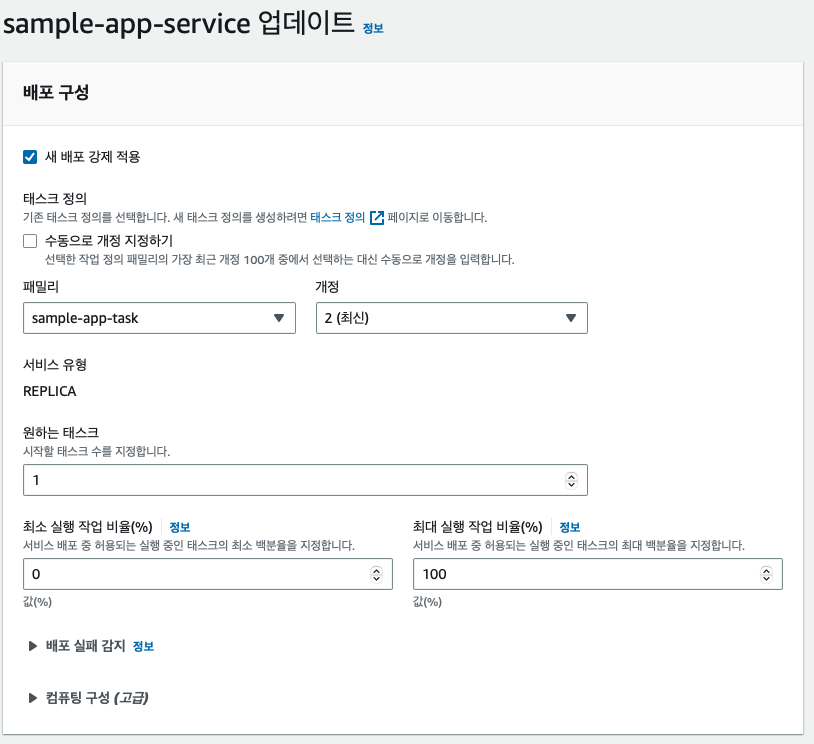 sample-app-service 업데이트 정보
배포 구성
새 배포 강제 적용
태스크 정의
기존 태스크 정의를 선택합니다. 새 태스크 정의를 생성하려면 태스크 정의 페이지로 이동합니다.
수동으로 개정 지정하기
선택한 작업 정의 패밀리의 가장 최근 개정 100개 중에서 선택하는 대신 수동으로 개정을 입력합니다.
패밀리 개정
sample-app-task 2 (최신)
서비스 유형
REPLICA
원하는 태스크
시작할 태스크 수를 지정합니다.
1
최소 실행 작업 비율(%) 정보 최대 실행 작업 비율(%) 정보
서비스 배포 중 허용되는 실행 중인 태스크의 최소 백분율을 지정합니다. 서비스 배포 중 허용되는 실행 중인 태스크의 최대 백분율을 지정합니다.
0 100
값(%) 값(%)
배포 실패 감지 정보
컴퓨팅 구성 (고급)